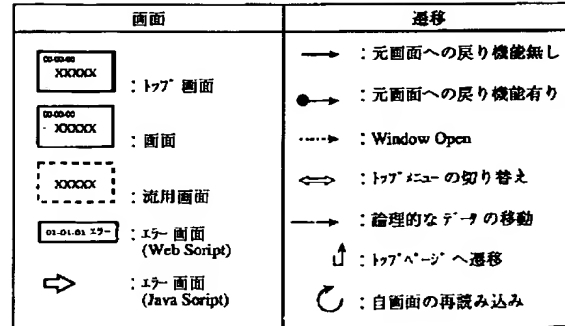 画面
00-00-00
XXXXX
: ﾄｯﾌﾟ 画面
00-00-00
XXXXX
: 画面
XXXXX
: 流用画面
01-01-01 ｴﾗｰ
: ｴﾗｰ 画面
(Web Soript)
: ｴﾗｰ 画面
(Java Soript)
遷移
: 元画面への戻り機能無し
: 元画面への戻り機能有り
: Window Open
: ﾄｯﾌﾟﾒﾆｭｰ の切り替え
: 論理的な ﾃﾞｰﾀ の移動
: ﾄｯﾌﾟﾍﾟｰｼﾞ へ遷移
: 自画面の再読み込み